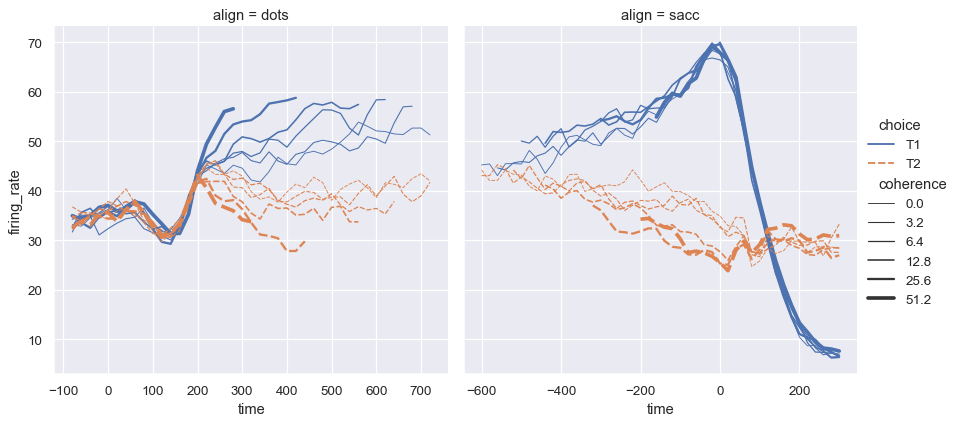 align = dots
align = sacc
70
60
50
40
30
20
10
firing_rate
−100 0 100 200 300 400 500 600 700
time
−600 −400 −200 0 200
time
choice
T1
T2
coherence
0.0
3.2
6.4
12.8
25.6
51.2